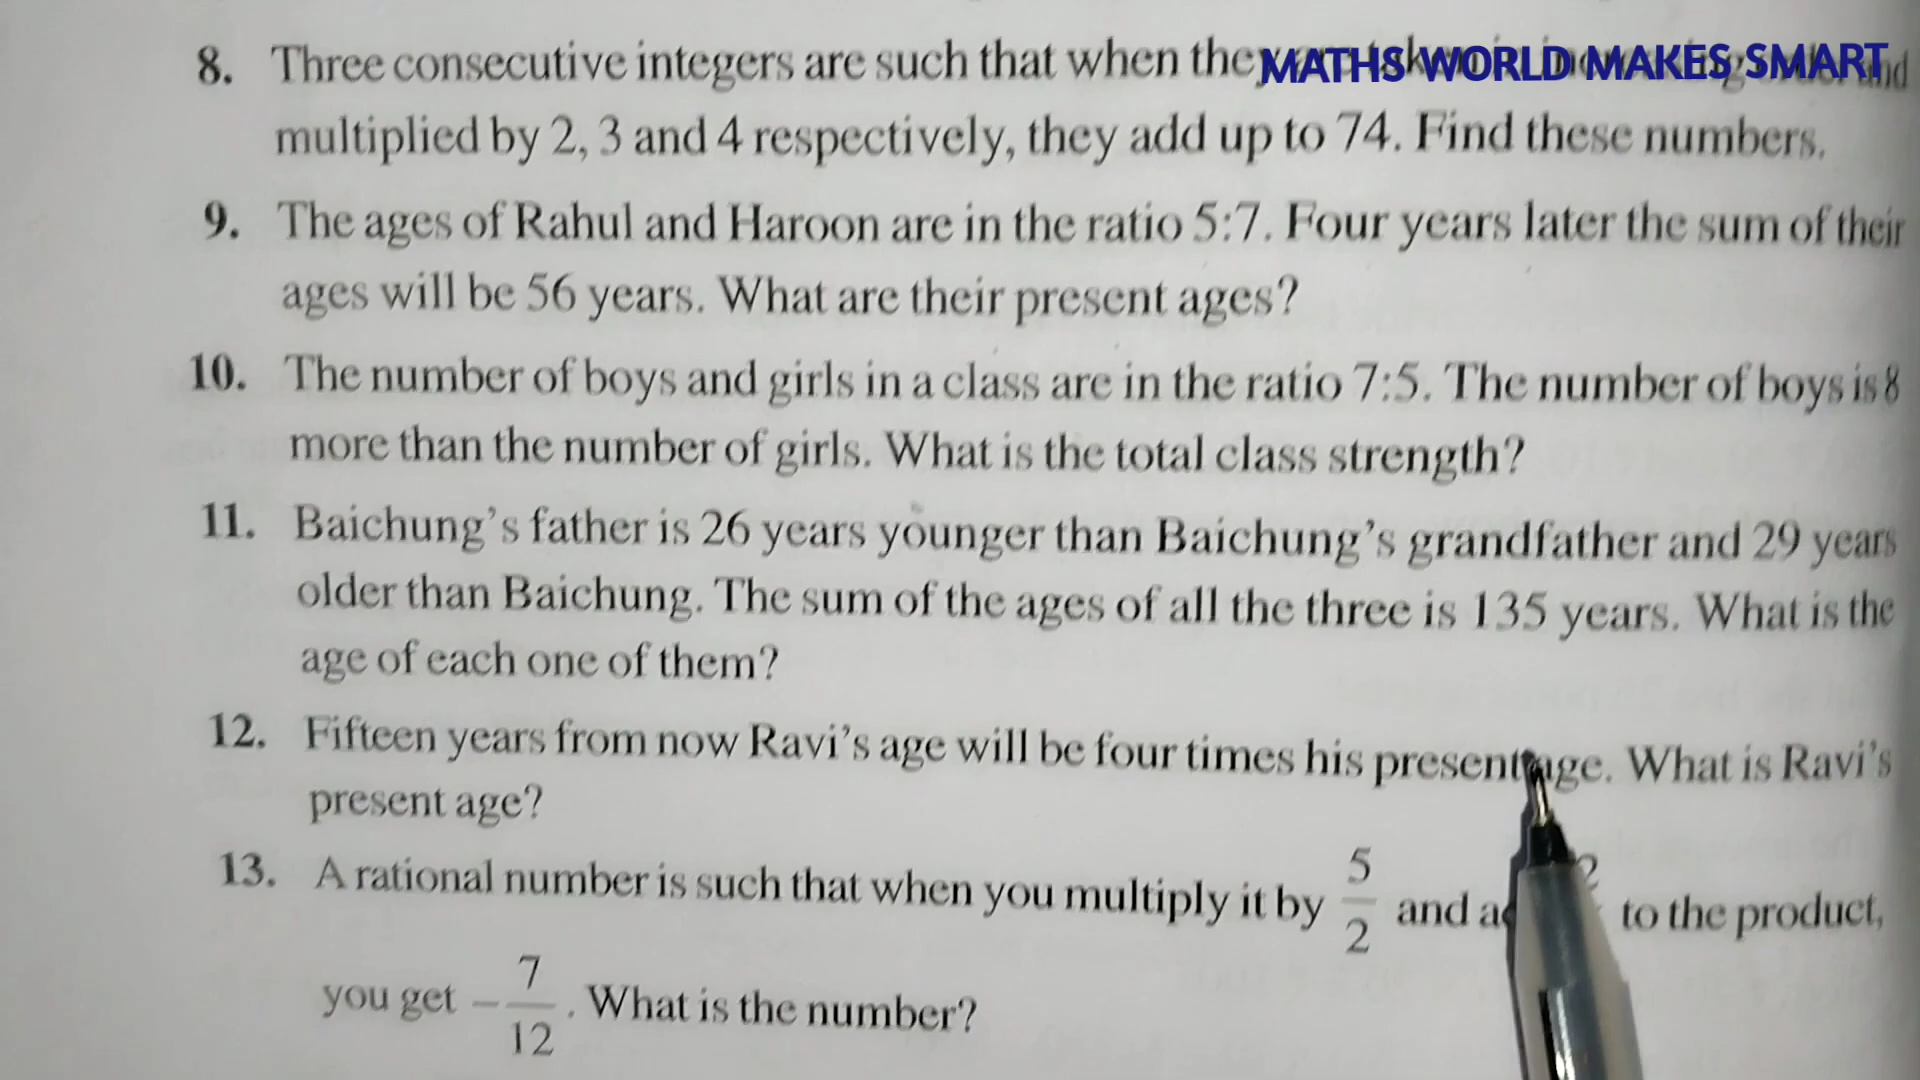 8. Three consecutive integers are such that when they
MATHS WORLD MAKES SMART
multiplied by 2, 3 and 4 respectively, they add up to 74. Find these numbers.
9. The ages of Rahul and Haroon are in the ratio 5:7. Four years later the sum of their
ages will be 56 years. What are their present ages?
10. The number of boys and girls in a class are in the ratio 7:5. The number of boys is 8
more than the number of girls. What is the total class strength?
11. Baichung's father is 26 years younger than Baichung's grandfather and 29 years
older than Baichung. The sum of the ages of all the three is 135 years. What is the
age of each one of them?
12. Fifteen years from now Ravi's age will be four times his present age. What is Ravi's
present age?
13. A rational number is such that when you multiply it by 5/2 and to the product,
you get -7/12. What is the number?